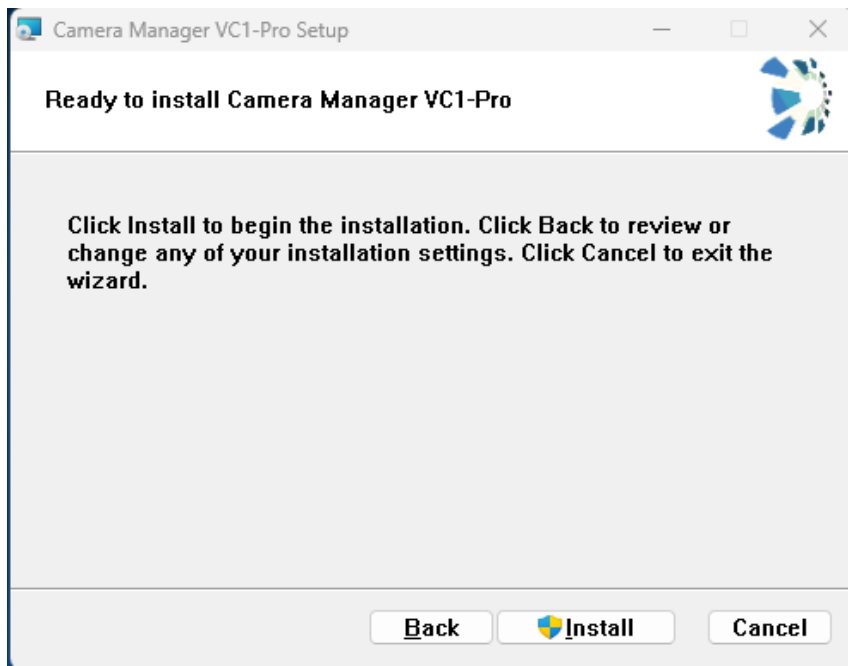 Camera Manager VC1-Pro Setup
Ready to install Camera Manager VC1-Pro
Click Install to begin the installation. Click Back to review or
change any of your installation settings. Click Cancel to exit the
wizard.
Back Install Cancel